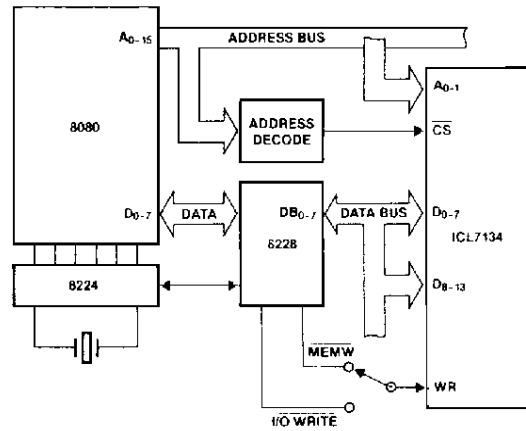 A0-15
ADDRESS BUS
8080
A0-1
ADDRESS
DECODE
CS
D0-7
DATA
DB0-7
DATA BUS
D0-7
8228
ICL7134
8224
D8-13
MEMW
WR
I/O WRITE